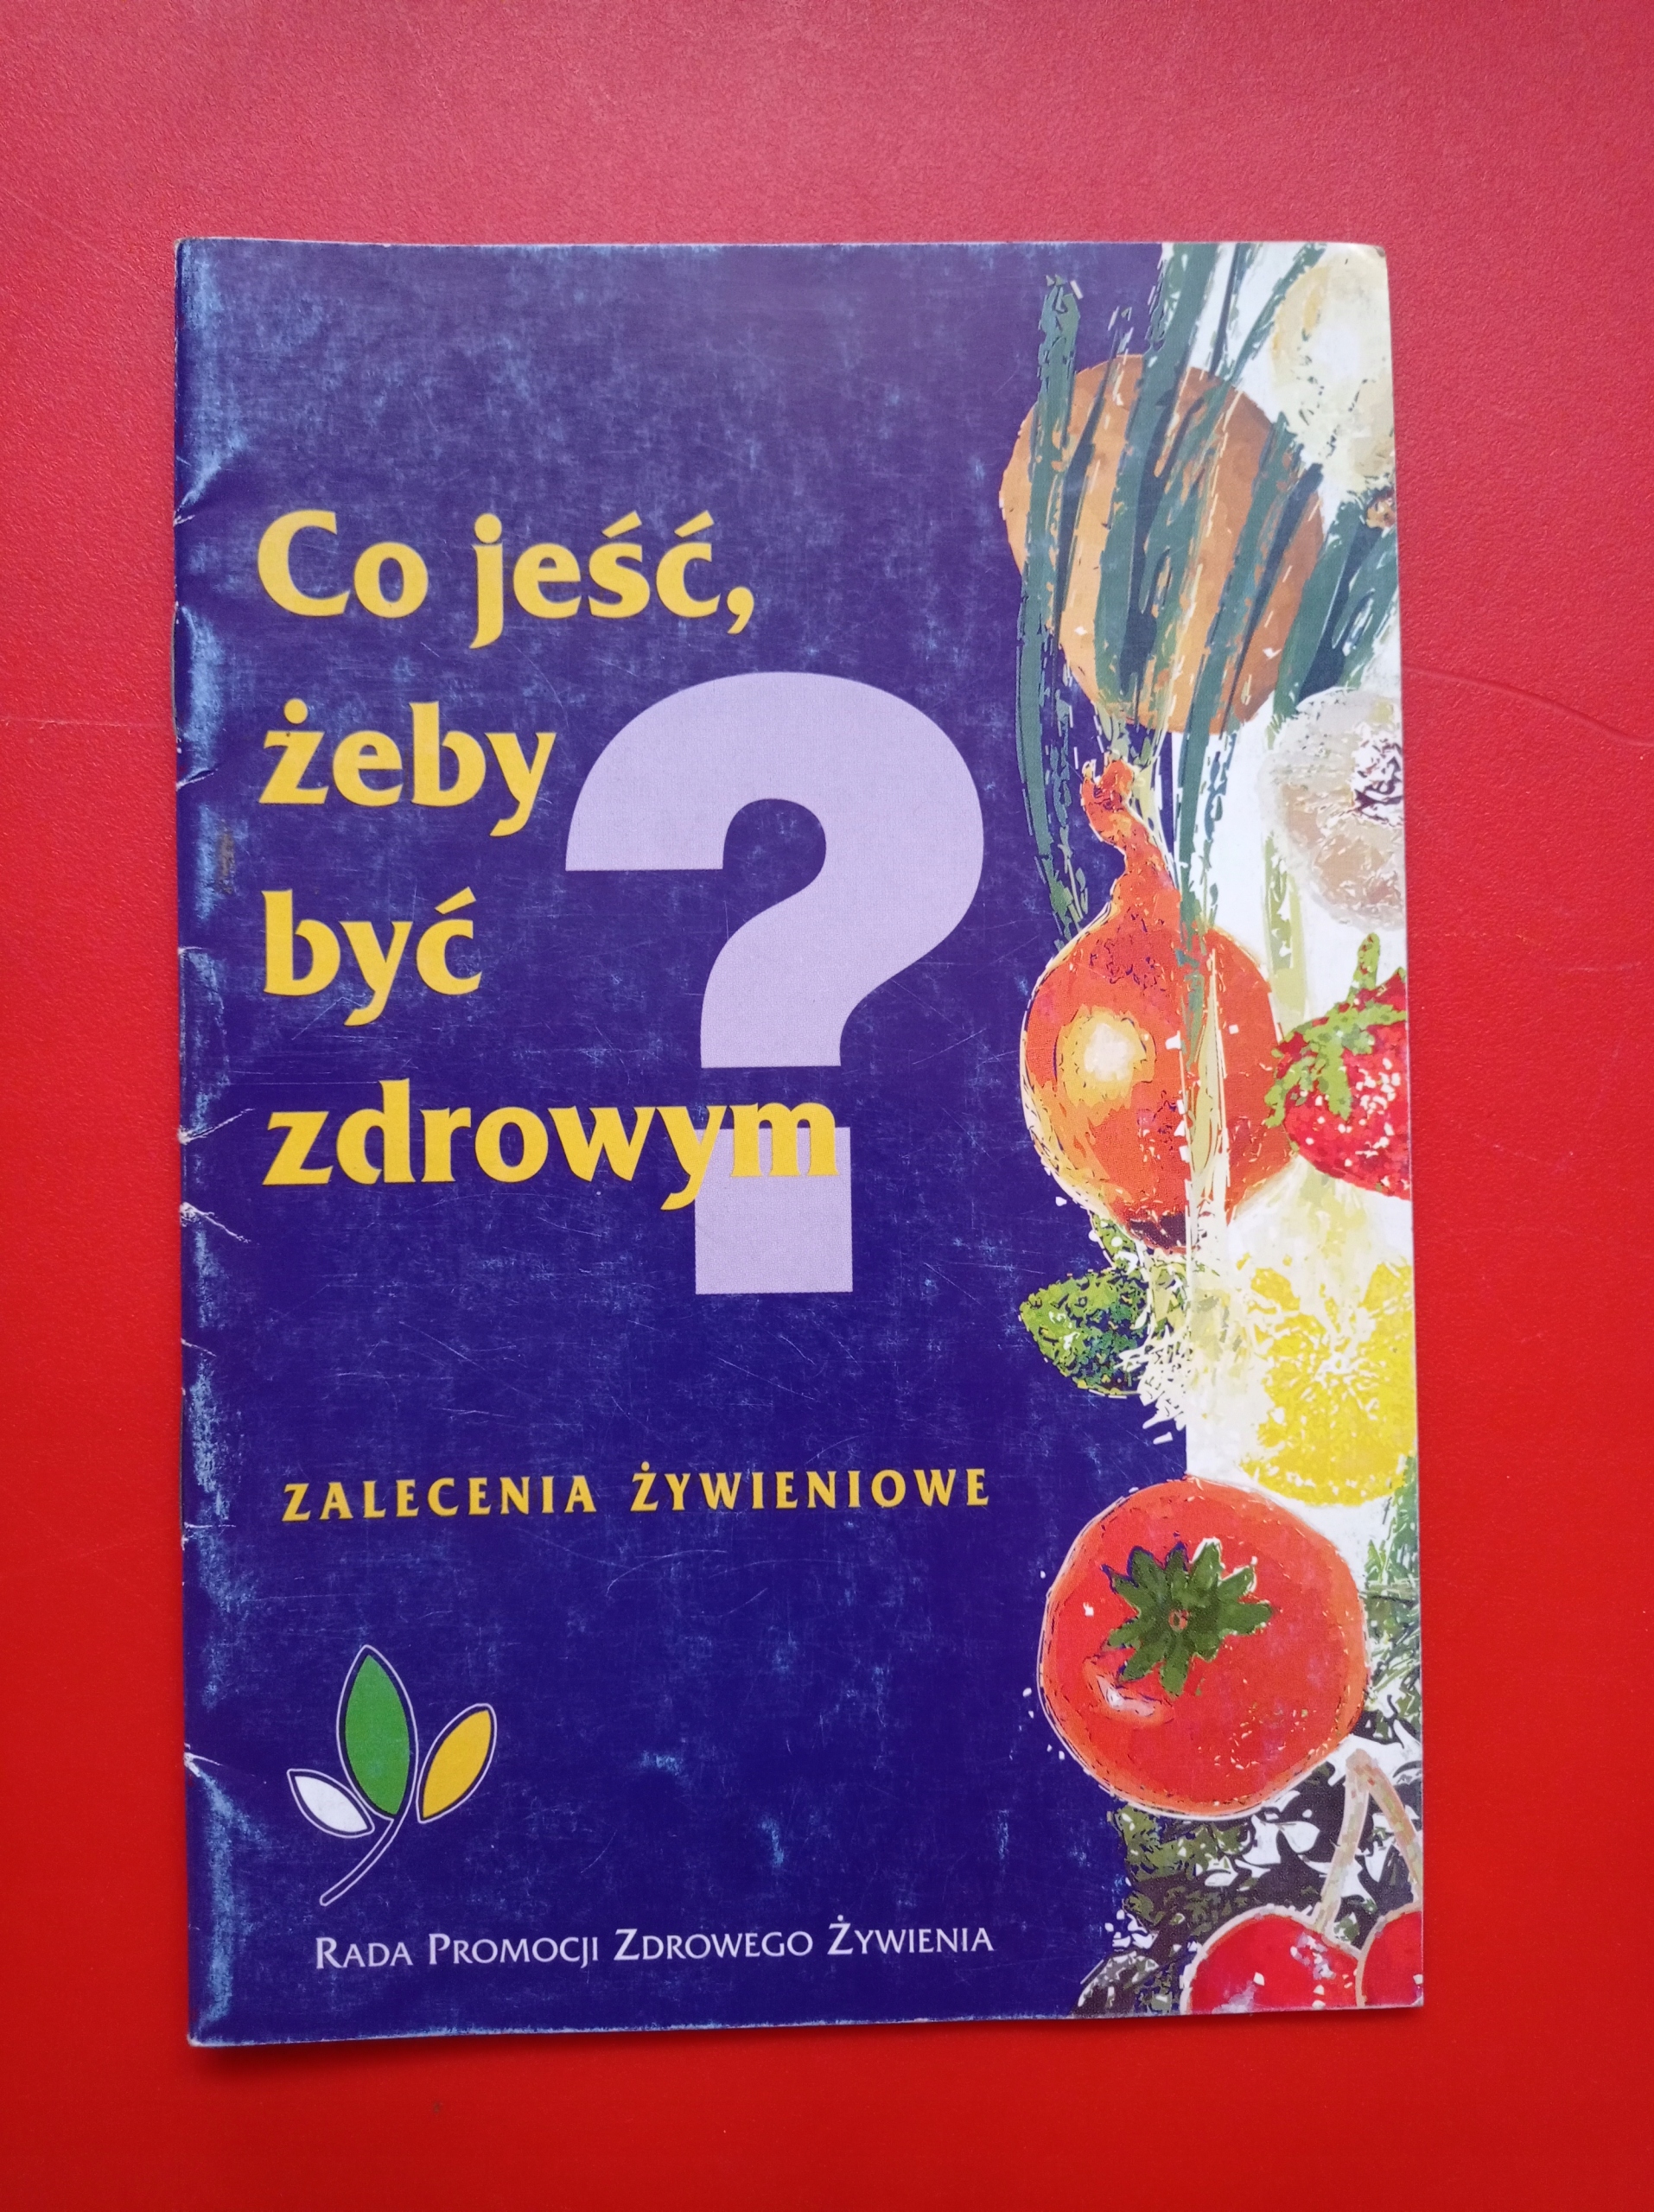 Co jeść,
żeby
być
zdrowym
?
ZALECENIA ŻYWIENIOWE
RADA PROMOCJI ZDROWEGO ŻYWIENIA